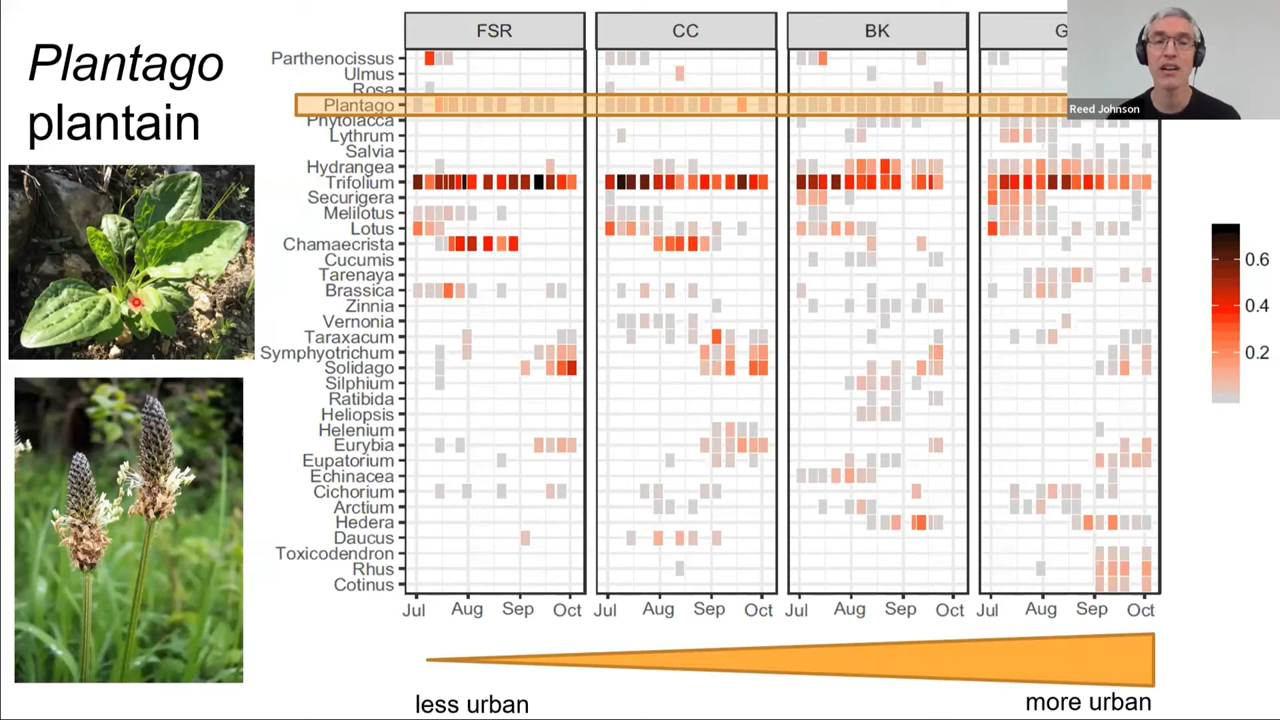 Plantago
plantain
FSR
CC
BK
G
Reed Johnson
Parthenocissus
Ulmus
Rosa
Plantago
Phytolacca
Lythrum
Salvia
Hydrangea
Trifolium
Securigera
Melilotus
Lotus
Chamaecrista
Cucumis
Tarenaya
Brassica
Zinnia
Vernonia
Taraxacum
Symphyotrichum
Solidago
Silphium
Ratibida
Heliopsis
Helenium
Eurybia
Eupatorium
Echinacea
Cichorium
Arctium
Hedera
Daucus
Toxicodendron
Rhus
Cotinus
Jul Aug Sep Oct Jul Aug Sep Oct Jul Aug Sep Oct Jul Aug Sep Oct
0.6
0.4
0.2
less urban
more urban